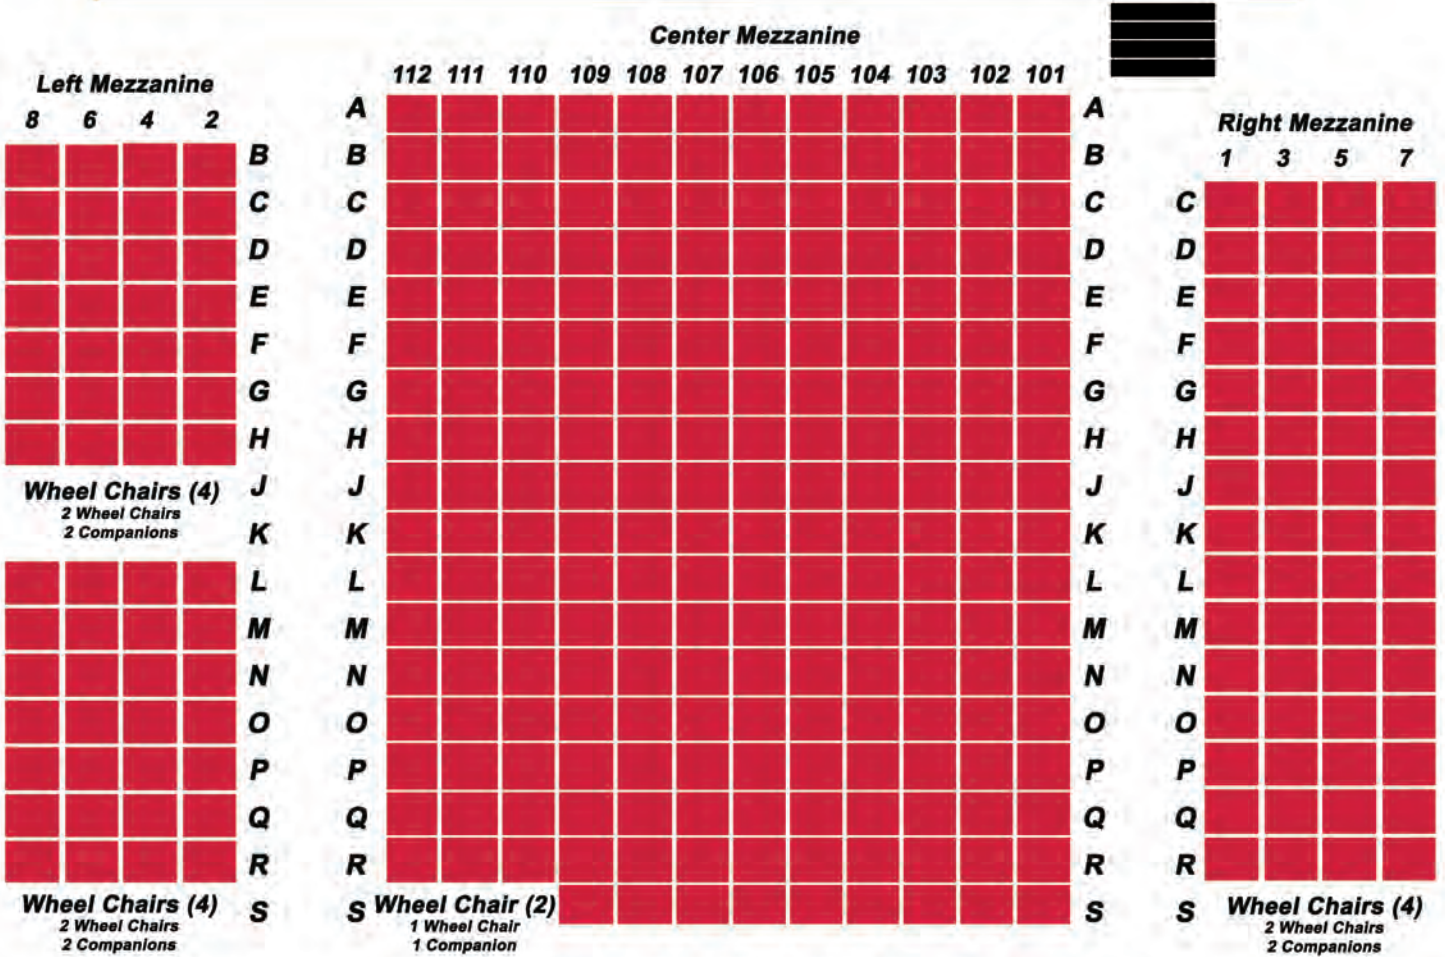 Center Mezzanine
112 111 110 109 108 107 106 105 104 103 102 101
Left Mezzanine
8 6 4 2
Right Mezzanine
1 3 5 7
A A
B B B
C C C C
D D D D
E E E E
F F F F
G G G G
H H H H
J J J J
K K K K
L L L L
M M M M
N N N N
O O O O
P P P P
Q Q Q Q
R R R R
S S S S
Wheel Chairs (4)
2 Wheel Chairs
2 Companions
Wheel Chairs (4)
2 Wheel Chairs
2 Companions
Wheel Chair (2)
1 Wheel Chair
1 Companion
Wheel Chairs (4)
2 Wheel Chairs
2 Companions